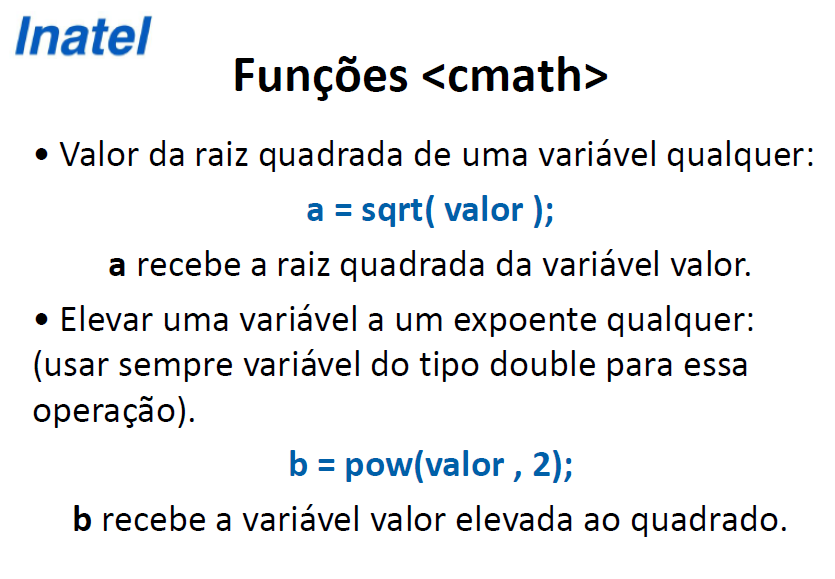 Inatel
Funções <cmath>
• Valor da raiz quadrada de uma variável qualquer:
a = sqrt( valor );
a recebe a raiz quadrada da variável valor.
• Elevar uma variável a um expoente qualquer:
(usar sempre variável do tipo double para essa
operação).
b = pow(valor , 2);
b recebe a variável valor elevada ao quadrado.